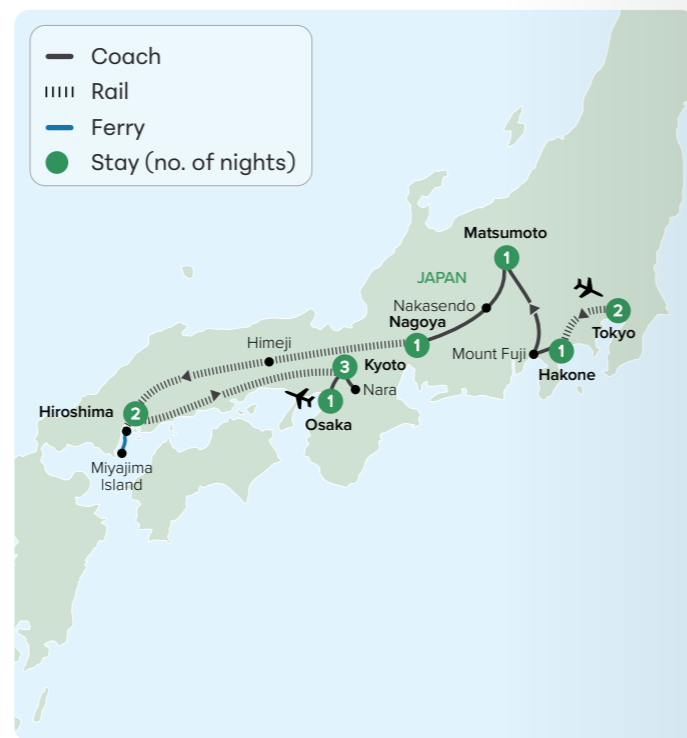 Coach
Rail
Ferry
Stay (no. of nights)
Matsumoto
1
JAPAN
Nakasendo
Nagoya
1
2
Tokyo
Mount Fuji
1
Hakone
Himeji
3
Kyoto
Nara
1
Osaka
Hiroshima
2
Miyajima
Island